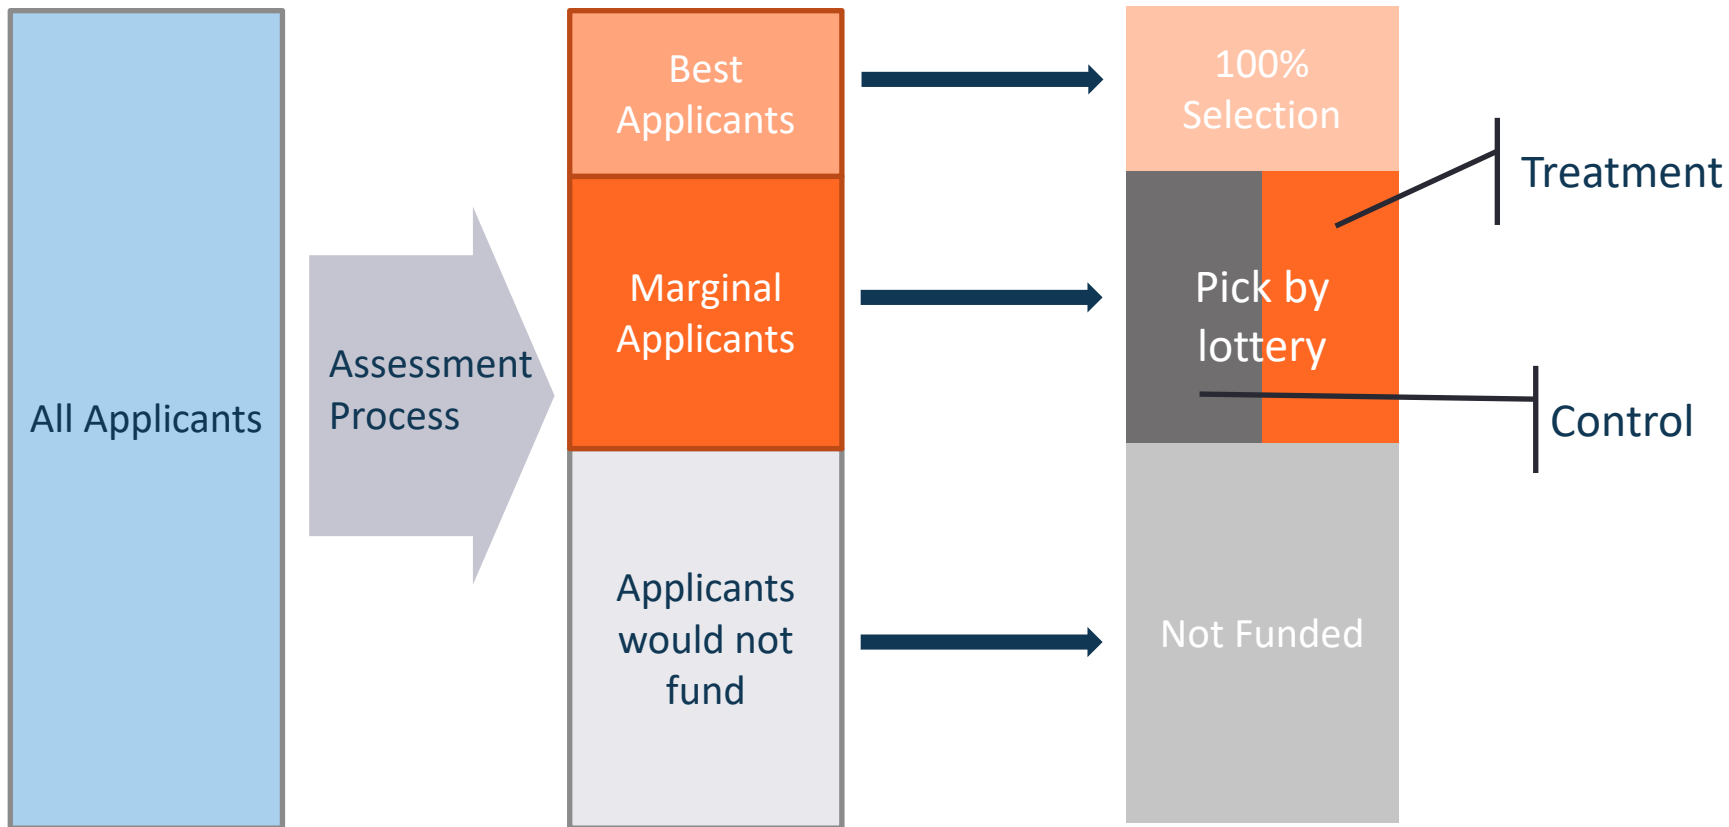 All Applicants
Assessment
Process
Best
Applicants
Marginal
Applicants
Applicants
would not
fund
100%
Selection
Pick by
lottery
Not Funded
Treatment
Control